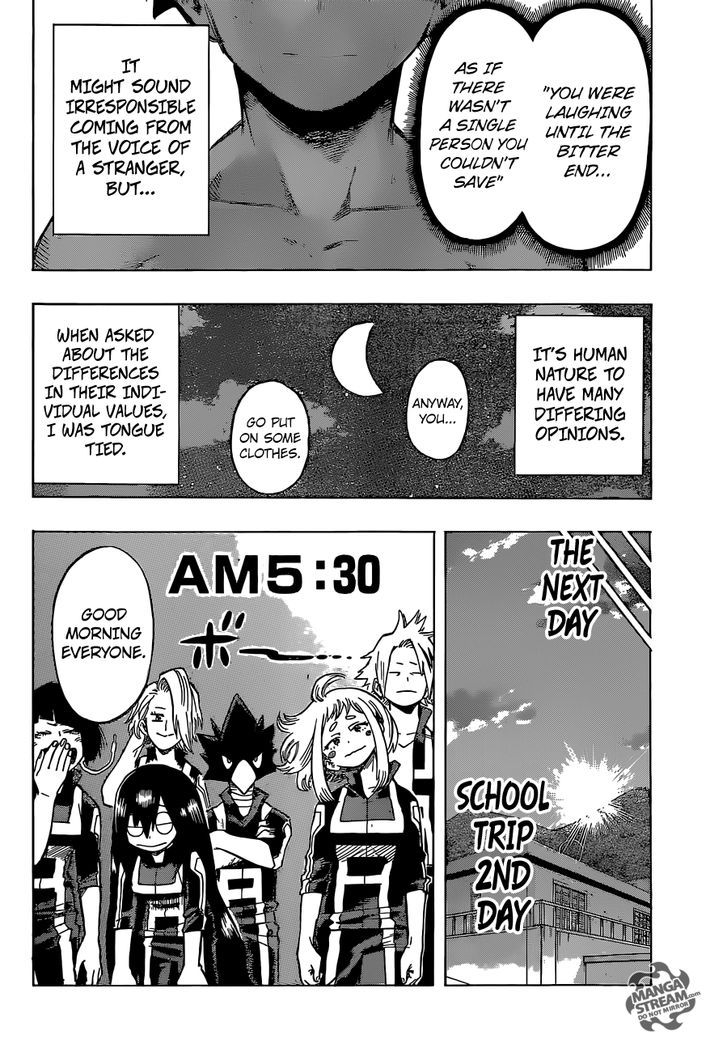 "YOU WERE
LAUGHING
UNTIL THE
BITTER
END...
AS IF
THERE
WASN'T
A SINGLE
PERSON YOU
COULDN'T
SAVE"
IT
MIGHT SOUND
IRRESPONSIBLE
COMING FROM
THE VOICE OF
A STRANGER,
BUT...
IT'S HUMAN
NATURE TO
HAVE MANY
DIFFERING
OPINIONS.
ANYWAY,
YOU...
GO PUT
ON SOME
CLOTHES.
WHEN ASKED
ABOUT THE
DIFFERENCES
IN THEIR INDI-
VIDUAL VALUES,
I WAS TONGUE
TIED.
THE
NEXT
DAY
SCHOOL
TRIP
2ND
DAY
AM5:30
ボー
GOOD
MORNING
EVERYONE.
MANGA
STREAM.com
DO NOT MIRROR